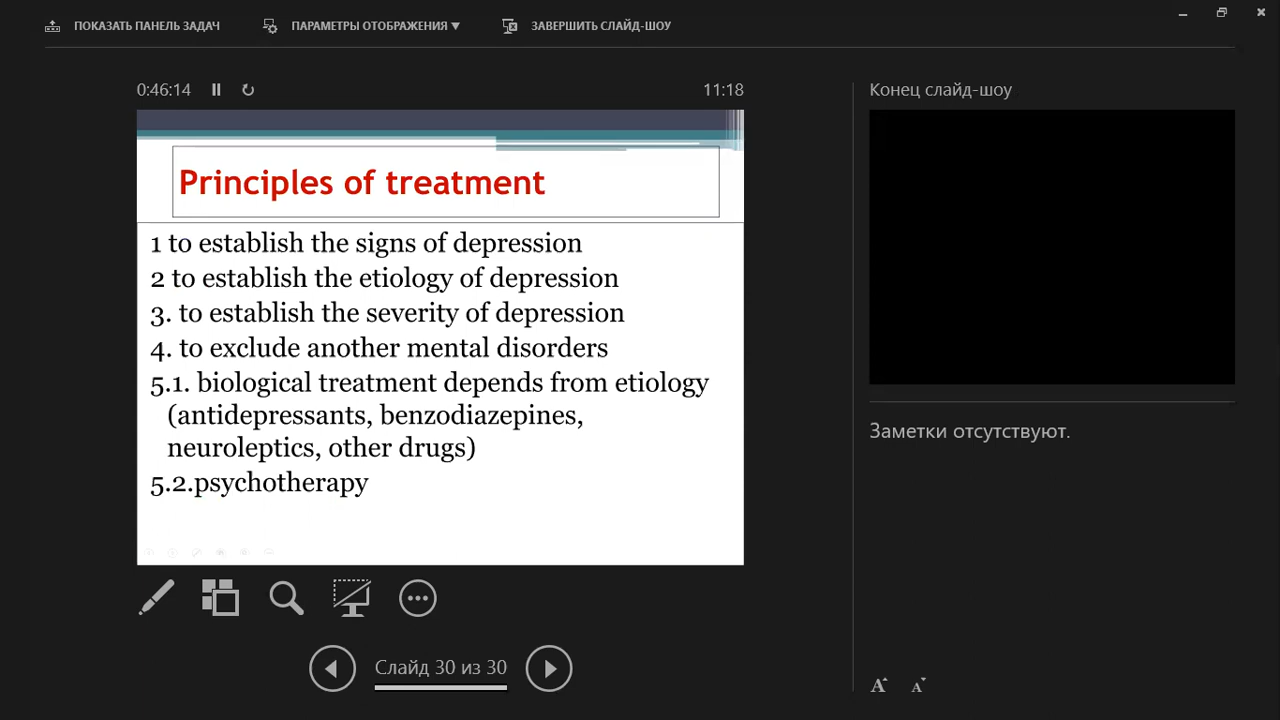 ПОКАЗАТЬ ПАНЕЛЬ ЗАДАЧ
ПАРАМЕТРЫ ОТОБРАЖЕНИЯ
ЗАВЕРШИТЬ СЛАЙД-ШОУ
0:46:14
11:18
Principles of treatment
1 to establish the signs of depression
2 to establish the etiology of depression
3. to establish the severity of depression
4. to exclude another mental disorders
5.1. biological treatment depends from etiology
(antidepressants, benzodiazepines,
neuroleptics, other drugs)
5.2.psychotherapy
Слайд 30 из 30
Конец слайд-шоу
Заметки отсутствуют.
A A